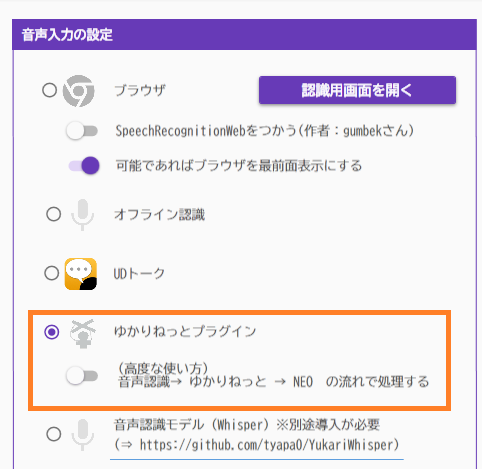 音声入力の設定
ブラウザ
認識用画面を開く
SpeechRecognitionWebをつかう(作者：gumbekさん)
可能であればブラウザを最前面表示にする
オフライン認識
UDトーク
ゆかりねっとプラグイン
(高度な使い方)
音声認識→ ゆかりねっと → NEO の流れで処理する
音声認識モデル (Whisper) ※別途導入が必要
(⇒ https://github.com/tyapa0/YukariWhisper)